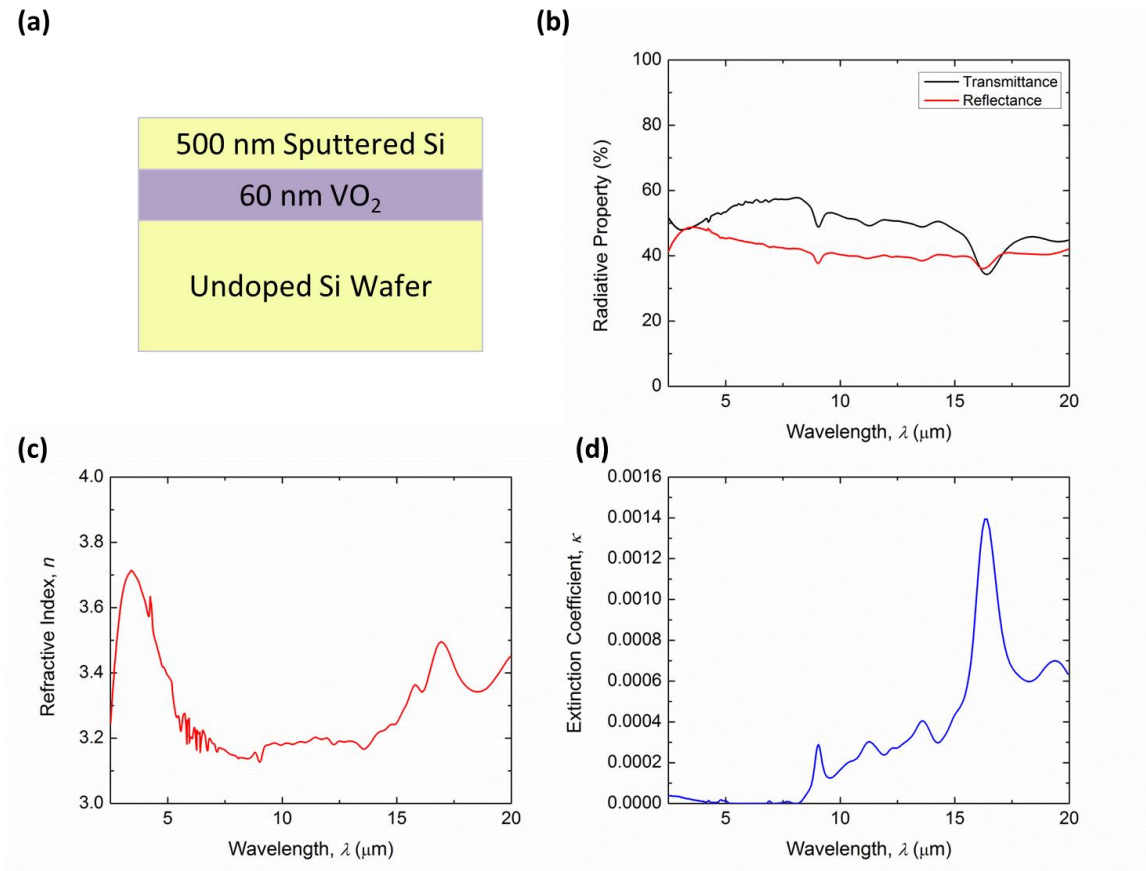 (a)
500 nm Sputtered Si
60 nm VO₂
Undoped Si Wafer
(b)
100
80
60
40
20
0
Radiative Property (%)
Transmittance
Reflectance
5
10
15
20
Wavelength, λ (μm)
(c)
4.0
3.8
3.6
3.4
3.2
3.0
Refractive Index, n
5
10
15
20
Wavelength, λ (μm)
(d)
0.0016
0.0014
0.0012
0.0010
0.0008
0.0006
0.0004
0.0002
0.0000
Extinction Coefficient, κ
5
10
15
20
Wavelength, λ (μm)